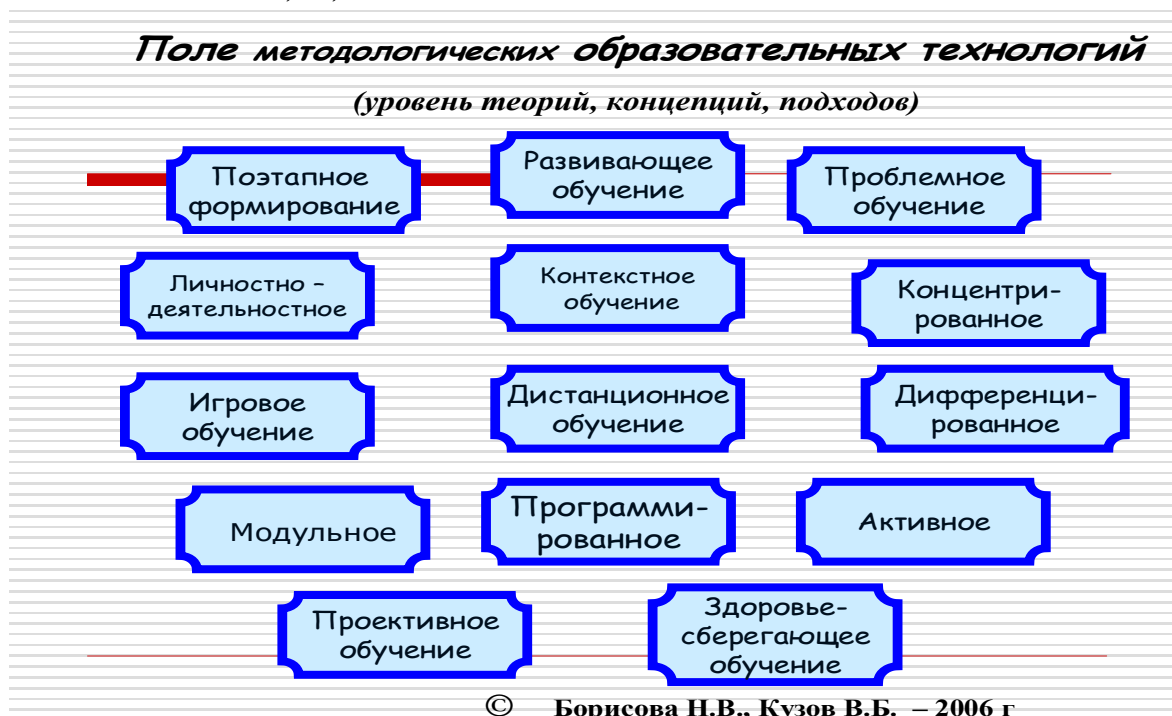 Поле методологических образовательных технологий
(уровень теорий, концепций, подходов)
Поэтапное
формирование
Развивающее
обучение
Проблемное
обучение
Личностно –
деятельностное
Контекстное
обучение
Концентри-
рованное
Игровое
обучение
Дистанционное
обучение
Дифференци-
рованное
Модульное
Программи-
рованное
Активное
Проективное
обучение
Здоровье-
сберегающее
обучение
© Борисова Н.В., Кузов В.Б. – 2006 г